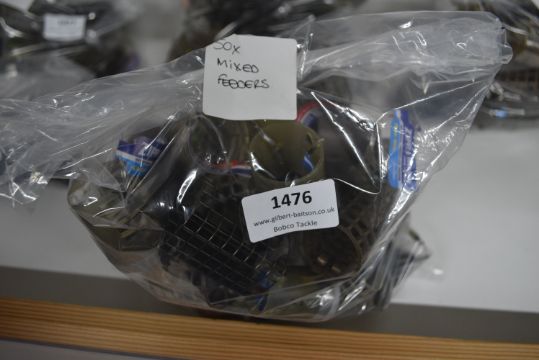 50X
MIXED
FEEDERS
1476
www.gilbert-baitson.co.uk
Bobco Tackle